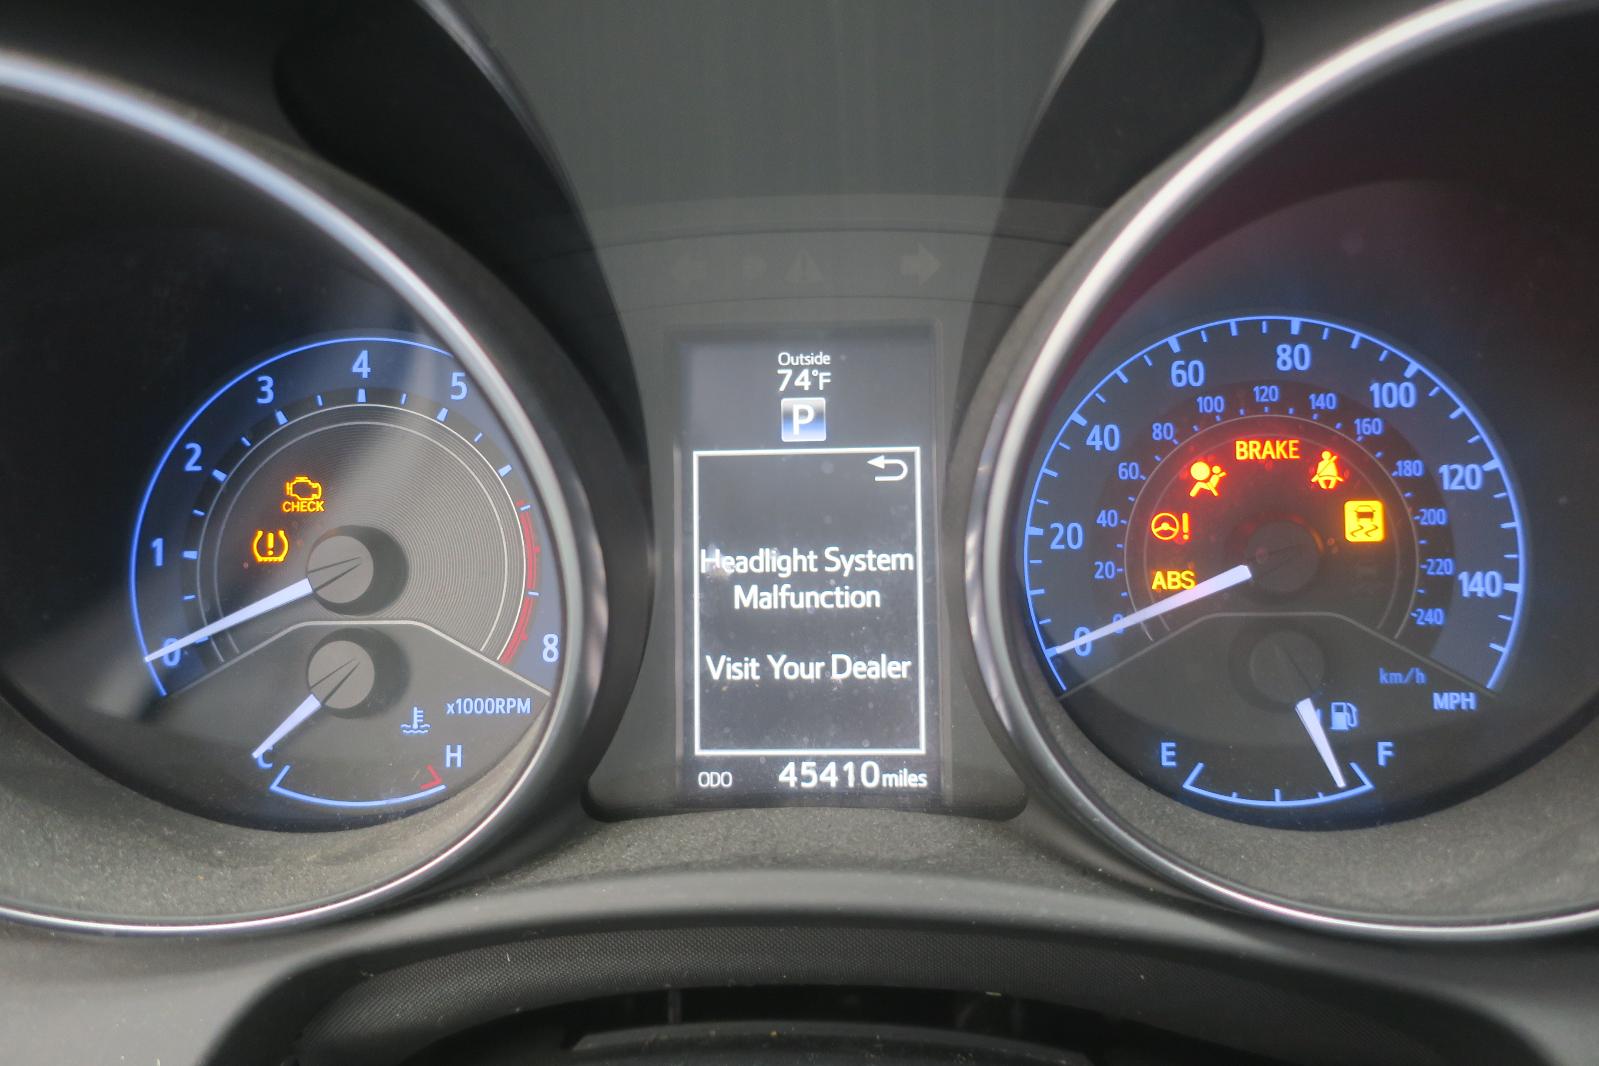 0
1
2
3
4
5
8
CHECK
x1000RPM
C
H
Outside
74°F
P
Headlight System
Malfunction
Visit Your Dealer
ODO 45410 miles
0
20
40
60
80
100
120
140
0
20
40
60
80
100
120
140
160
180
200
220
240
BRAKE
ABS
km/h
MPH
E
F